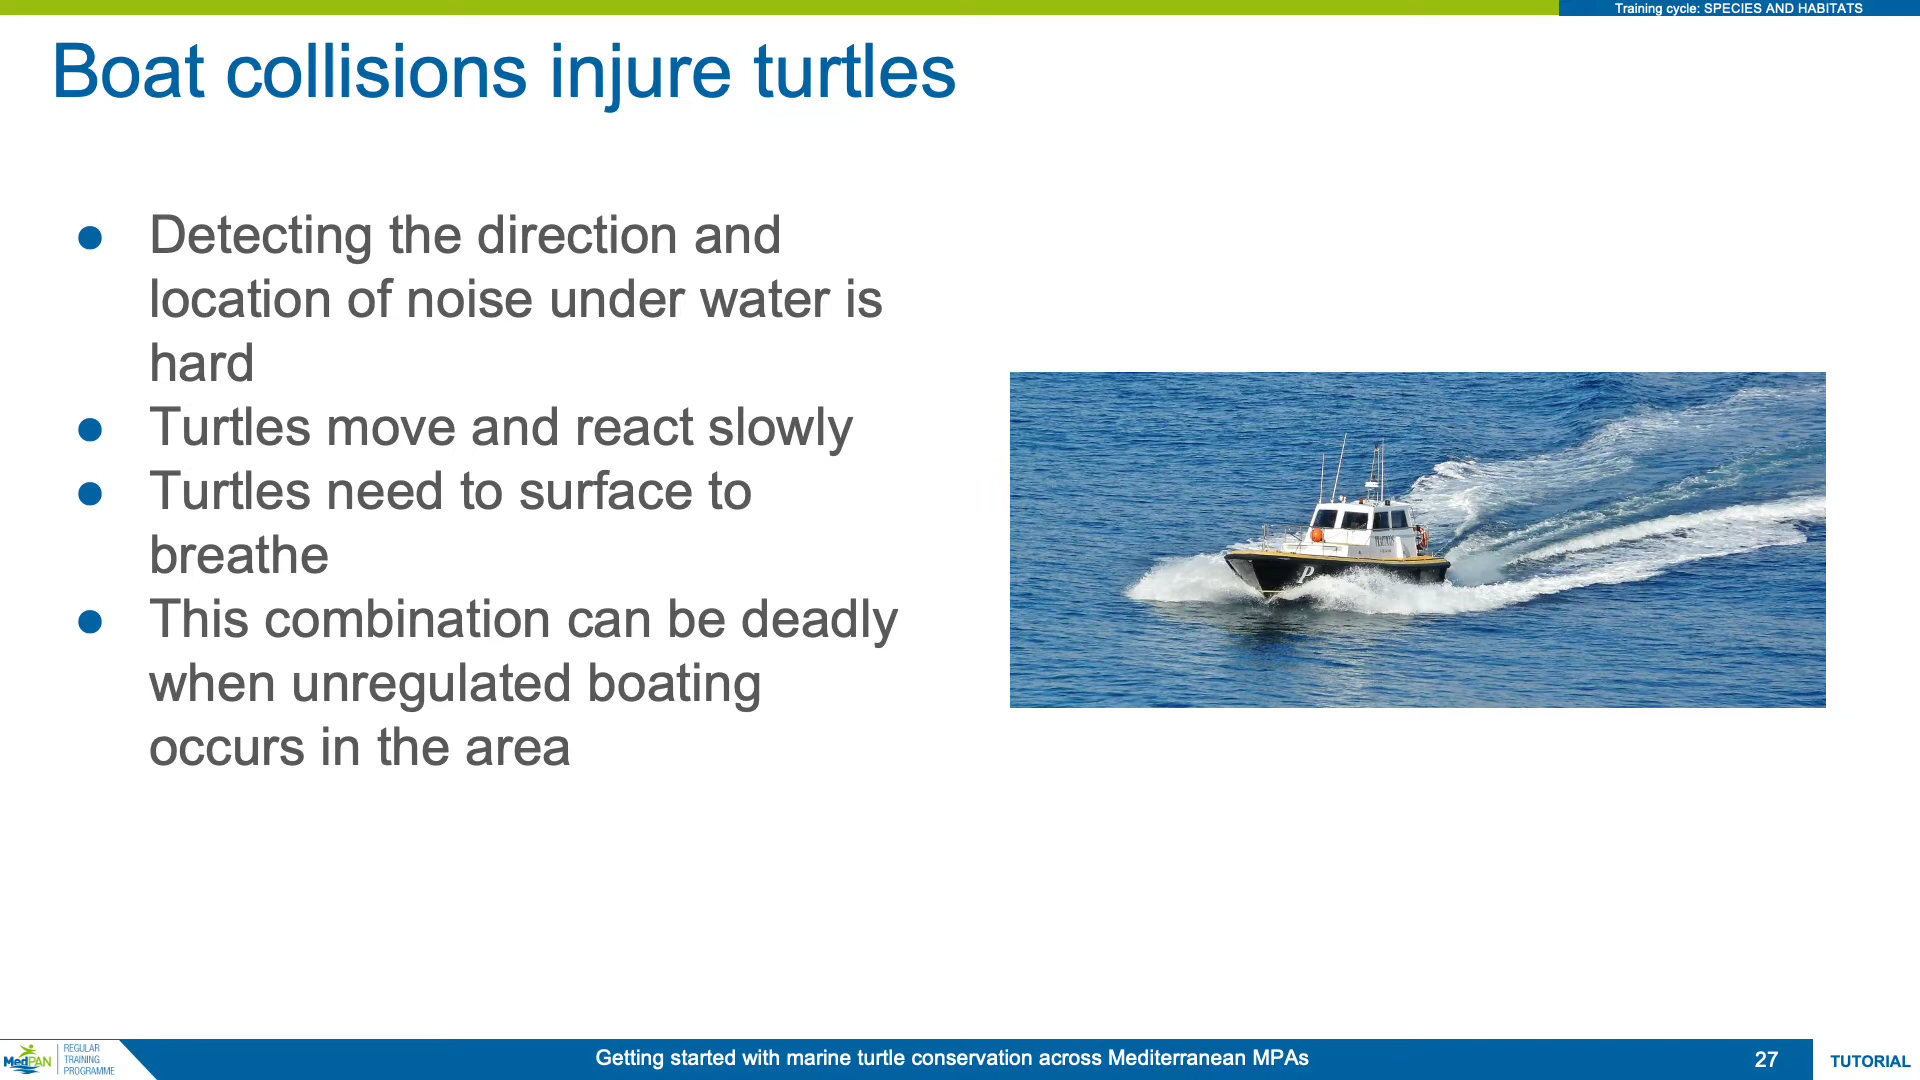 Training cycle: SPECIES AND HABITATS
Boat collisions injure turtles
● Detecting the direction and
location of noise under water is
hard
● Turtles move and react slowly
● Turtles need to surface to
breathe
● This combination can be deadly
when unregulated boating
occurs in the area
P
MedPAN
REGULAR
TRAINING
PROGRAMME
Getting started with marine turtle conservation across Mediterranean MPAs
27
TUTORIAL